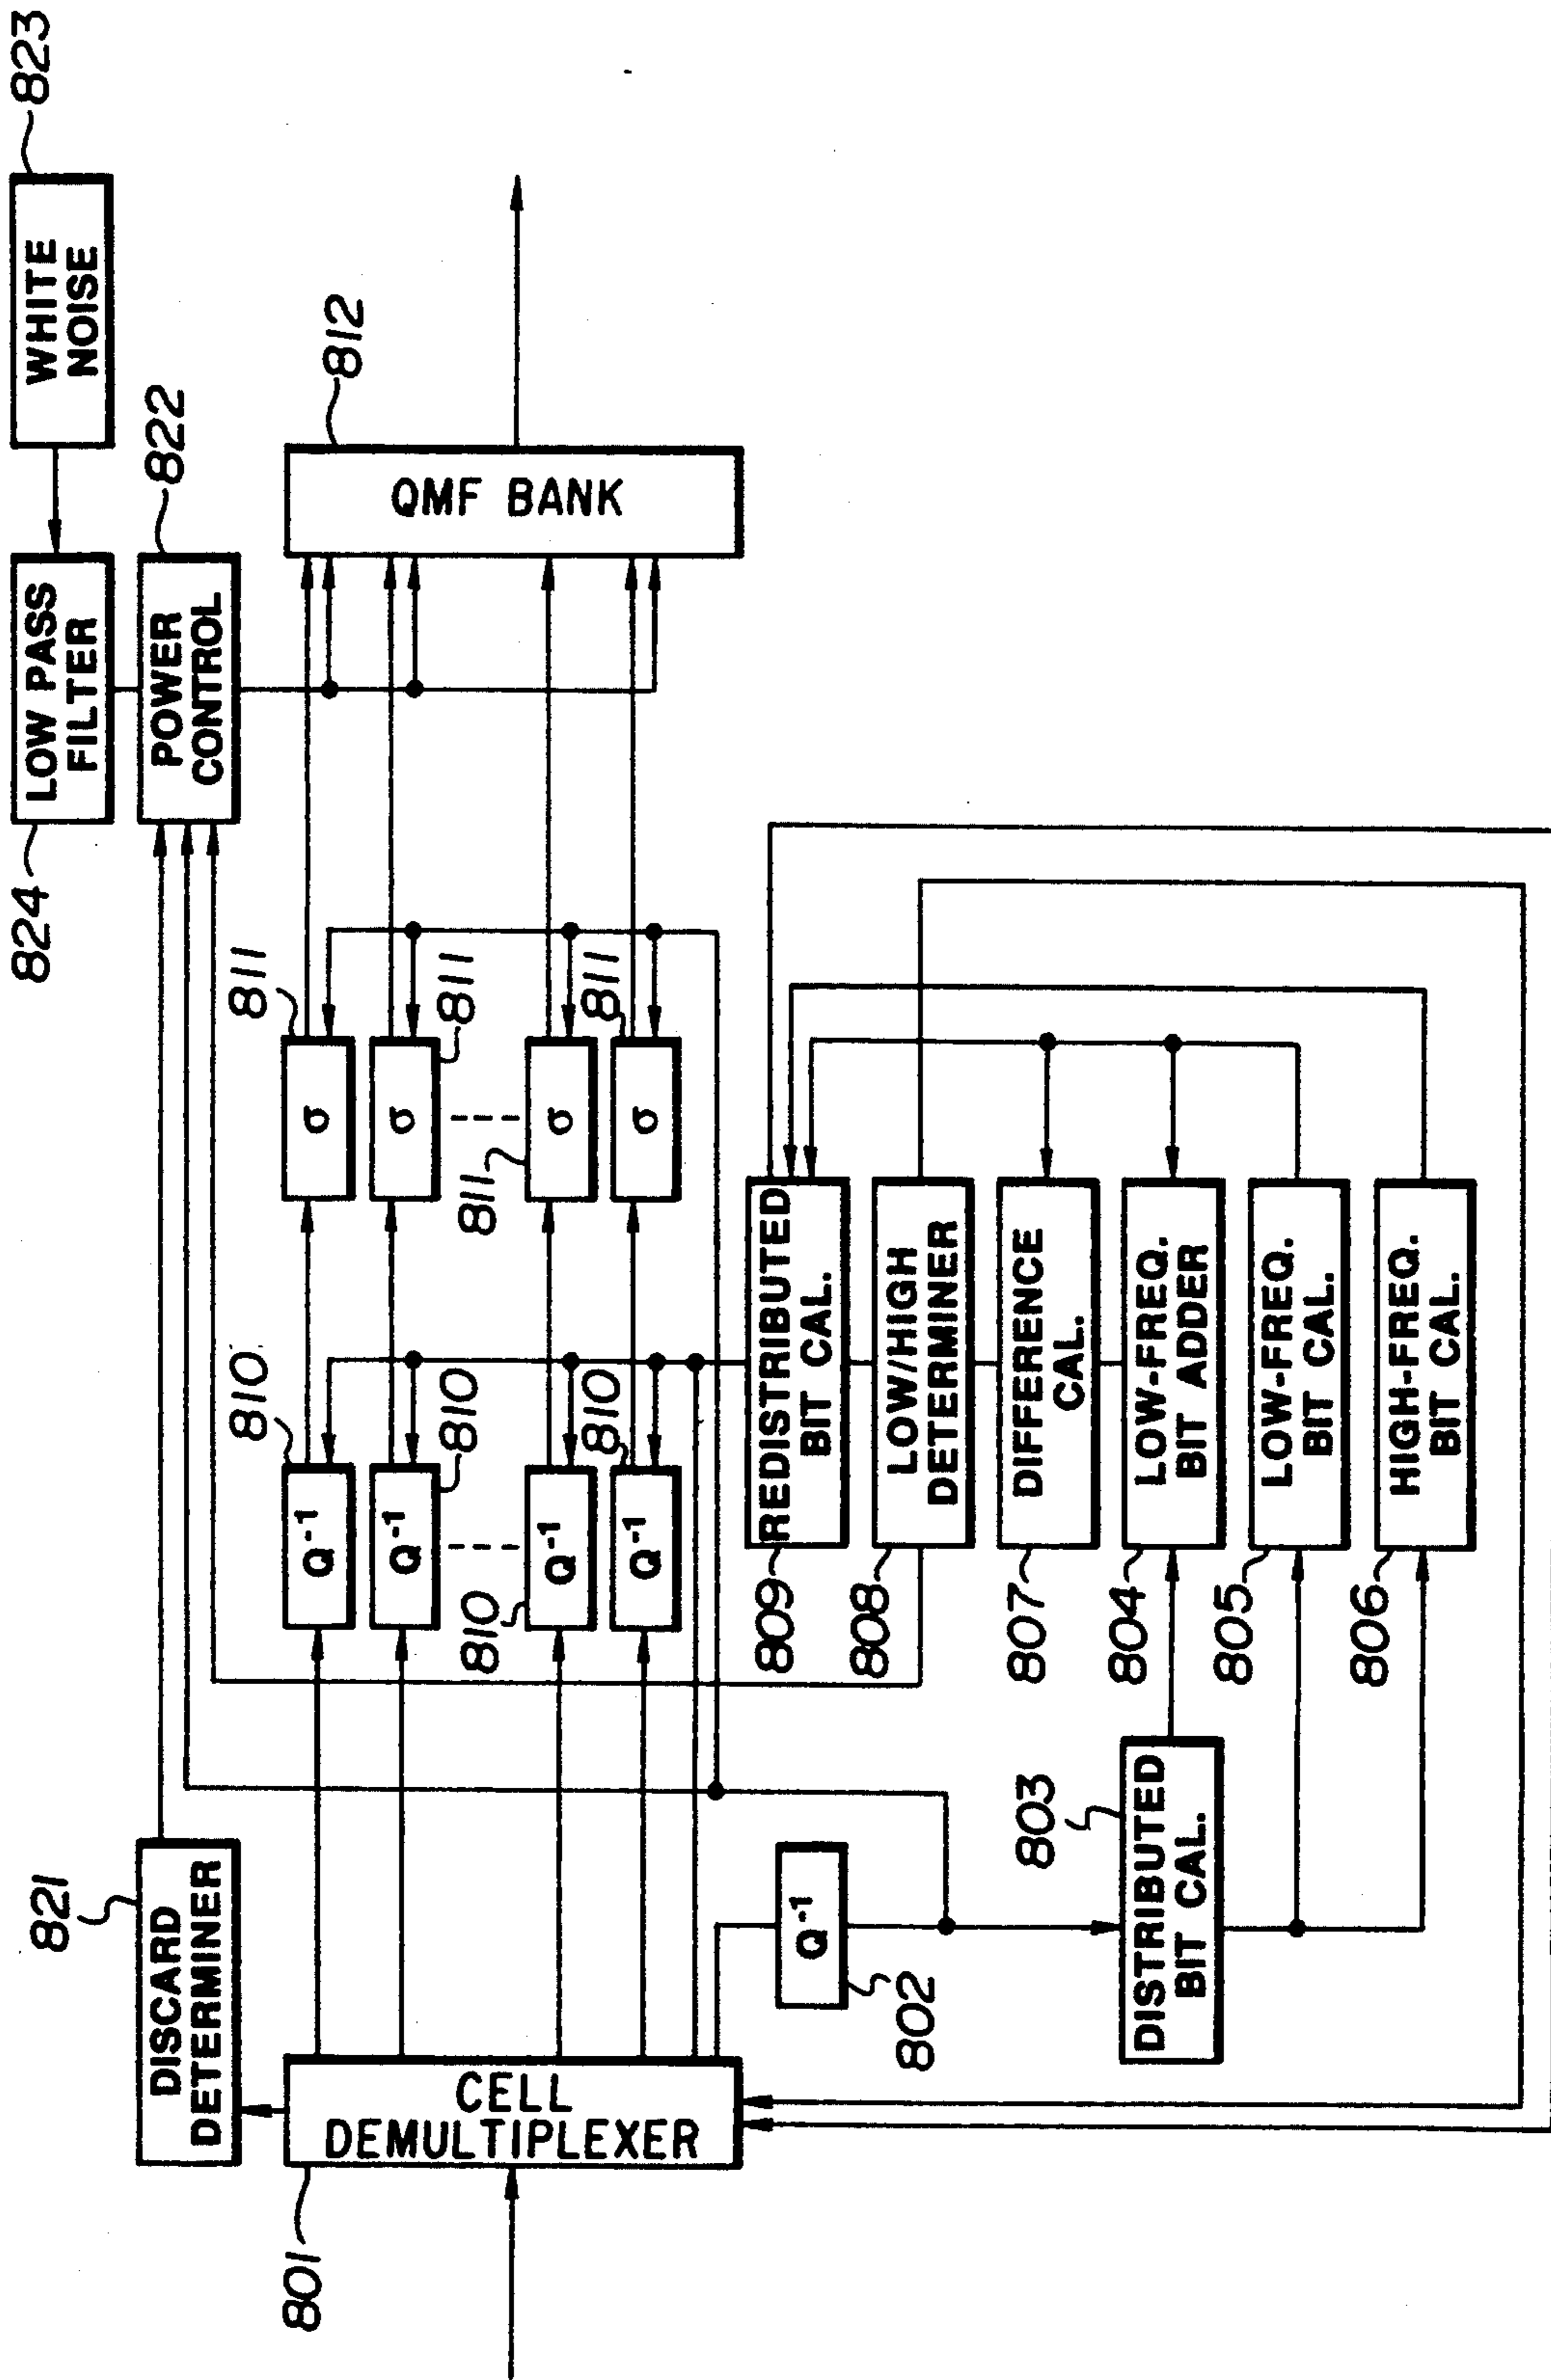 823
WHITE
NOISE
824
LOW PASS
FILTER
822
POWER
CONTROL
821
DISCARD
DETERMINER
801
CELL
DEMULTIPLEXER
810
Q⁻¹
811
σ
Q⁻¹
810
σ
811
810
Q⁻¹
811
σ
810
Q⁻¹
811
σ
812
QMF BANK
802
Q⁻¹
809
REDISTRIBUTED
BIT CAL.
808
LOW/HIGH
DETERMINER
807
DIFFERENCE
CAL.
803
DISTRIBUTED
BIT CAL.
804
LOW-FREQ.
BIT ADDER
805
LOW-FREQ.
BIT CAL.
806
HIGH-FREQ.
BIT CAL.